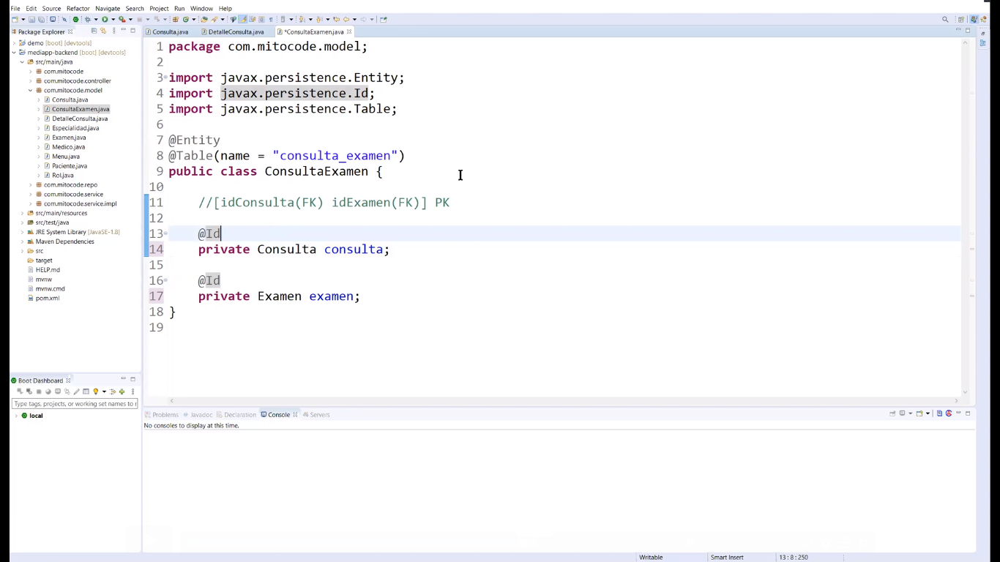 File Edit Source Refactor Navigate Search Project Run Window Help
Package Explorer
demo [boot] [devtools]
mediapp-backend [boot] [devtools]
src/main/java
com.mitocode
com.mitocode.controller
com.mitocode.model
Consulta.java
ConsultaExamen.java
DetalleConsulta.java
Especialidad.java
Examen.java
Medico.java
Menu.java
Paciente.java
Rol.java
com.mitocode.repo
com.mitocode.service
com.mitocode.service.impl
src/main/resources
src/test/java
JRE System Library [JavaSE-1.8]
Maven Dependencies
src
target
HELP.md
mvnw
mvnw.cmd
pom.xml
Consulta.java DetalleConsulta.java *ConsultaExamen.java
1 package com.mitocode.model;
2
3 import javax.persistence.Entity;
4 import javax.persistence.Id;
5 import javax.persistence.Table;
6
7 @Entity
8 @Table(name = "consulta_examen")
9 public class ConsultaExamen {
10
11 //[idConsulta(FK) idExamen(FK)] PK
12
13 @Id
14 private Consulta consulta;
15
16 @Id
17 private Examen examen;
18 }
19
Boot Dashboard
Type tags, projects, or working set names to r
local
Problems Javadoc Declaration Console Servers
No consoles to display at this time.
Writable Smart Insert 13 : 8 : 250